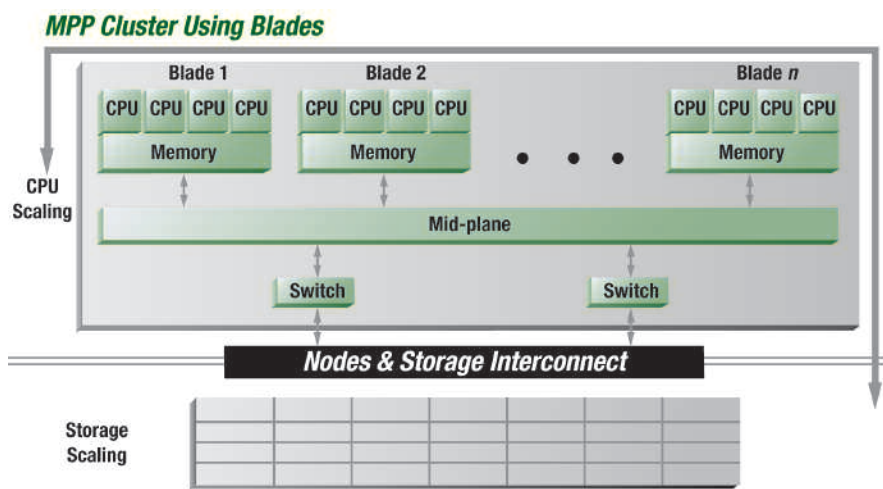 MPP Cluster Using Blades
Blade 1
Blade 2
Blade n
CPU CPU CPU CPU
CPU CPU CPU CPU
CPU CPU CPU CPU
Memory
Memory
Memory
CPU
Scaling
Mid-plane
Switch
Switch
Nodes & Storage Interconnect
Storage
Scaling